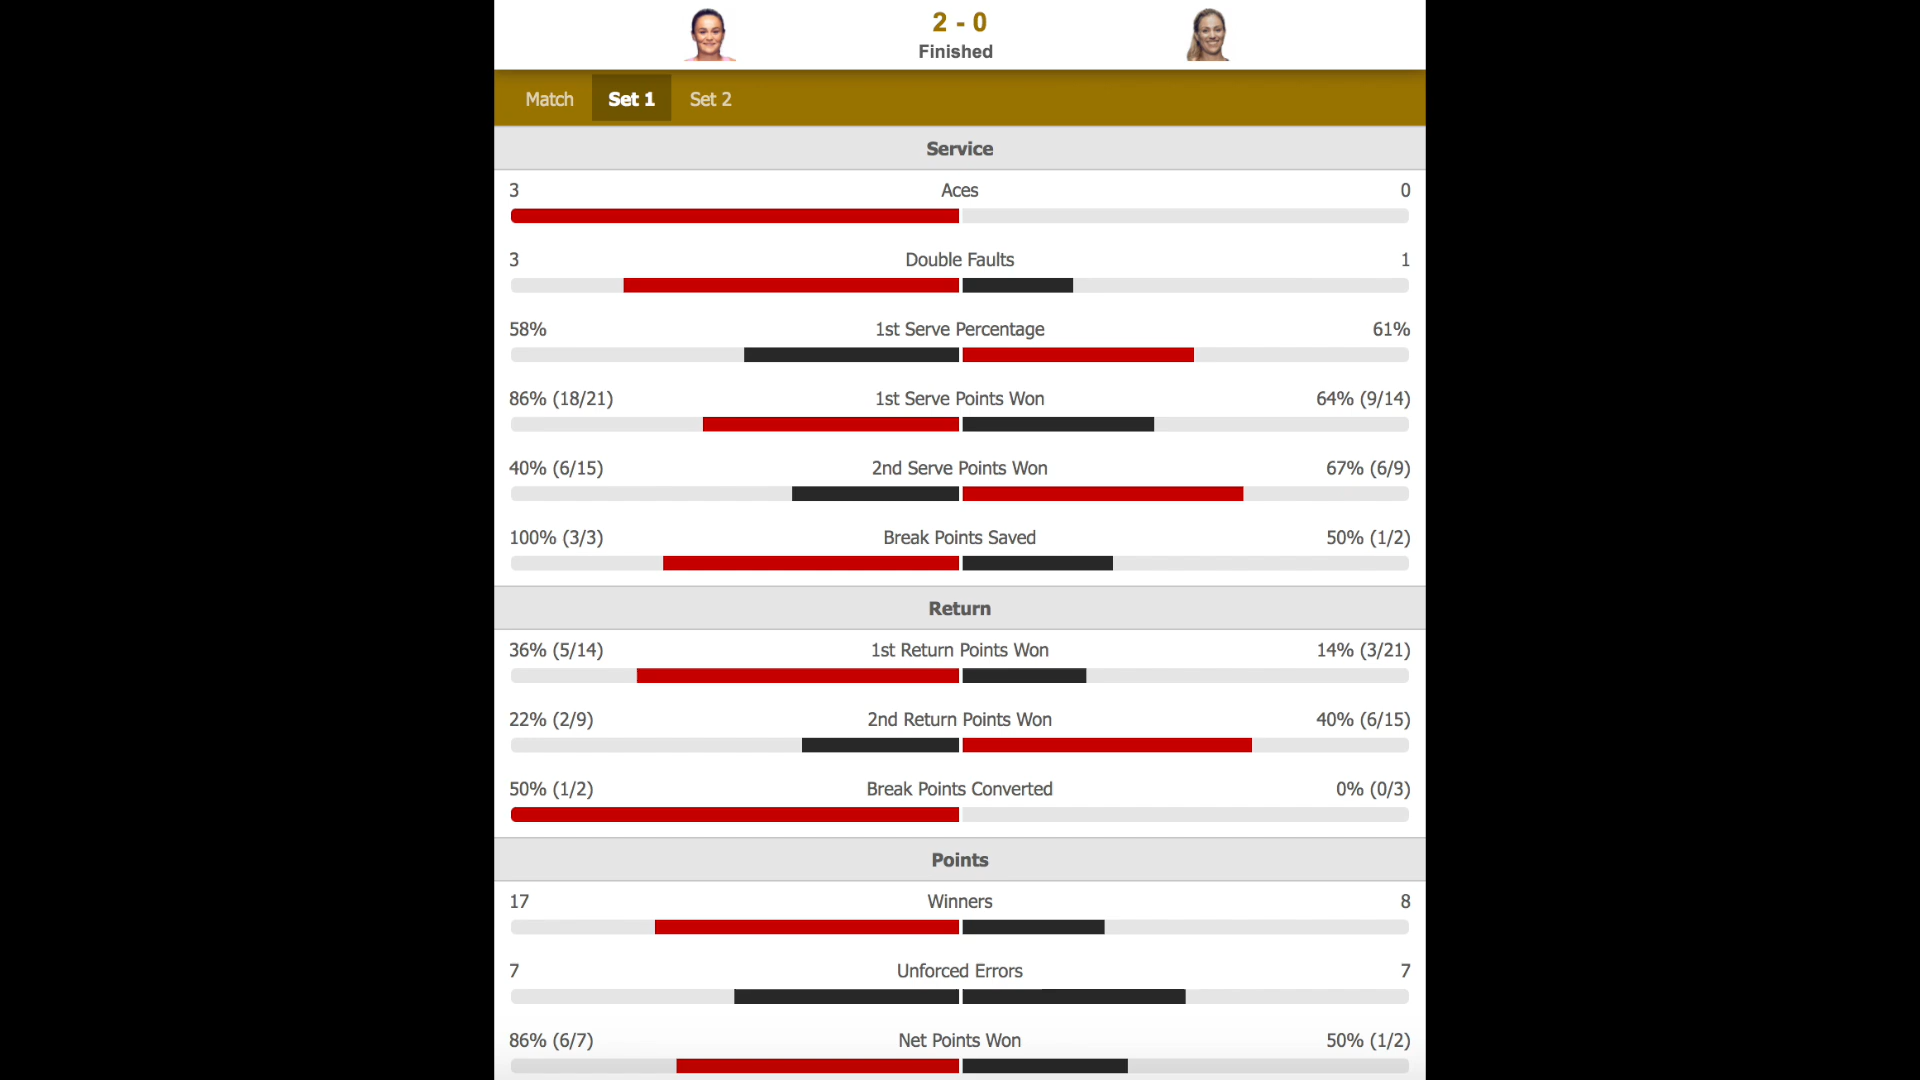 2 - 0
Finished
Match Set 1 Set 2
Service
3 Aces 0
3 Double Faults 1
58% 1st Serve Percentage 61%
86% (18/21) 1st Serve Points Won 64% (9/14)
40% (6/15) 2nd Serve Points Won 67% (6/9)
100% (3/3) Break Points Saved 50% (1/2)
Return
36% (5/14) 1st Return Points Won 14% (3/21)
22% (2/9) 2nd Return Points Won 40% (6/15)
50% (1/2) Break Points Converted 0% (0/3)
Points
17 Winners 8
7 Unforced Errors 7
86% (6/7) Net Points Won 50% (1/2)